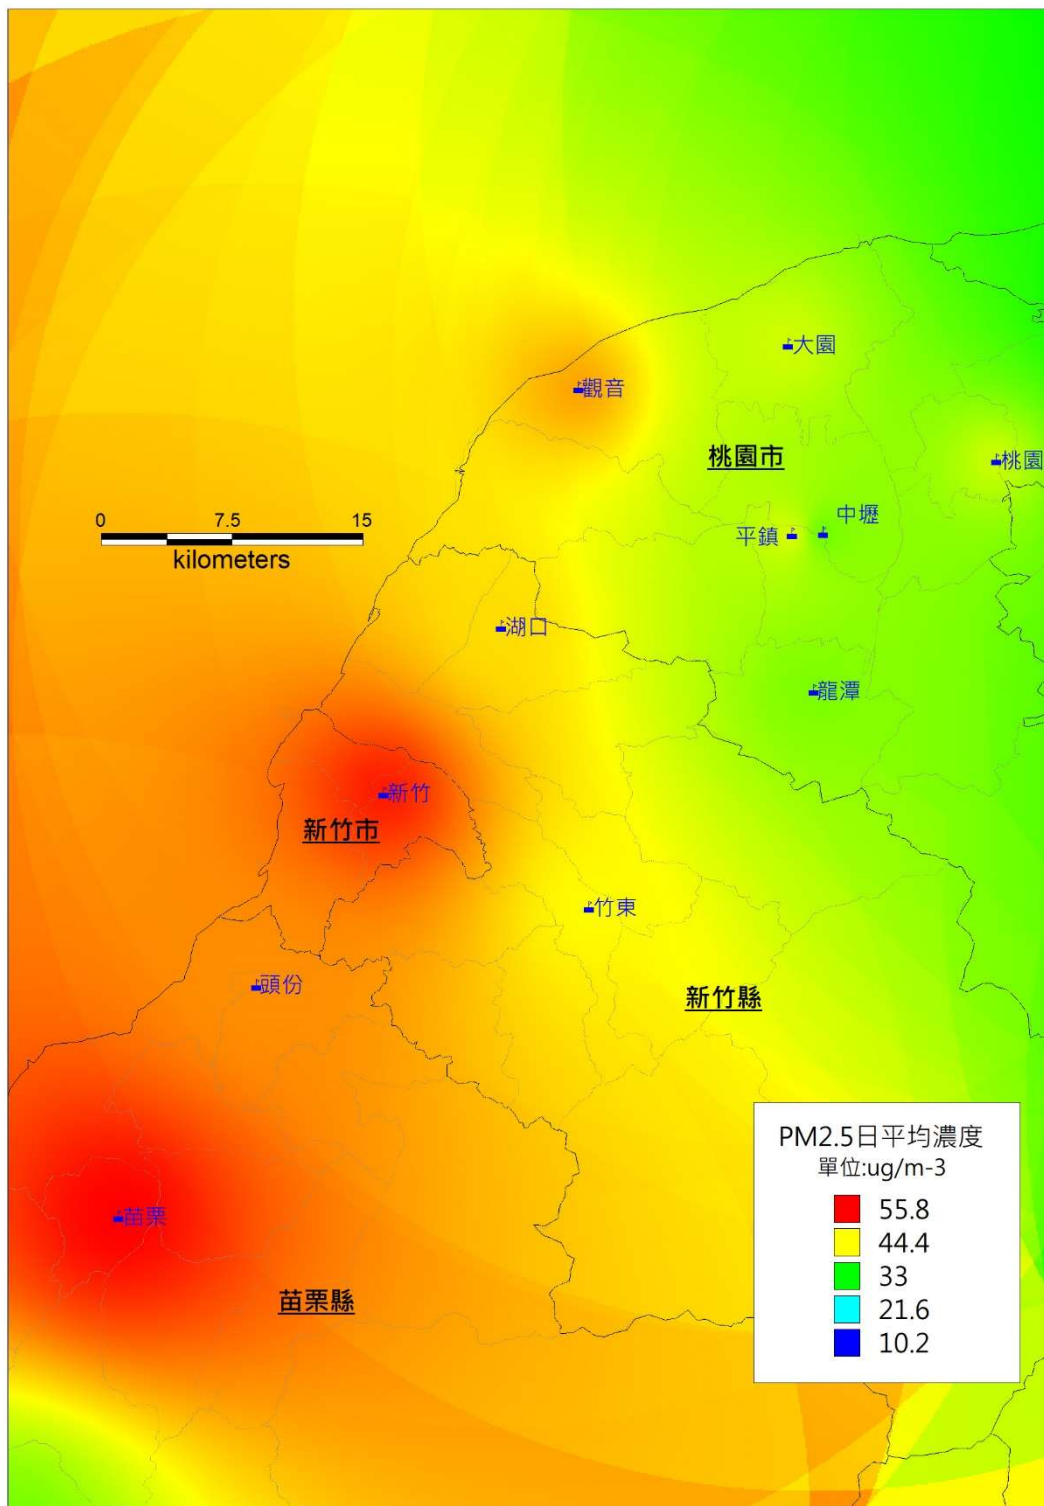 大園
觀音
桃園市
桃園
0 7.5 15
kilometers
平鎮
中壢
湖口
龍潭
新竹
新竹市
竹東
頭份
新竹縣
PM2.5日平均濃度
單位:ug/m-3
55.8
44.4
33
21.6
10.2
苗栗
苗栗縣